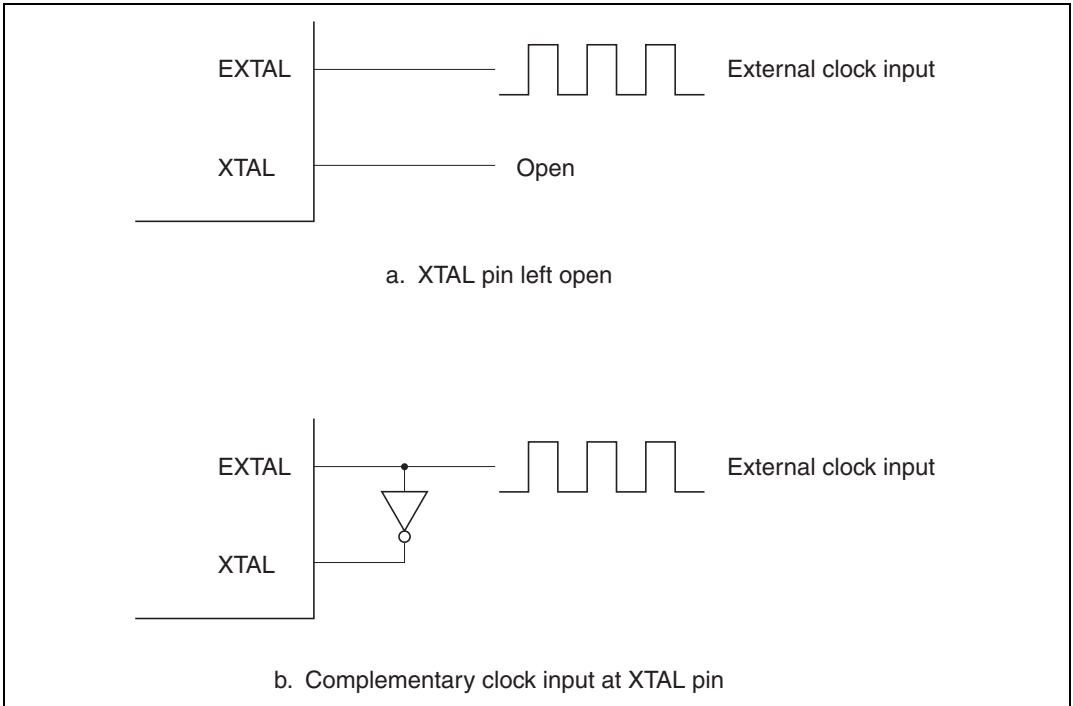 EXTAL
External clock input
XTAL
Open
a. XTAL pin left open
EXTAL
External clock input
XTAL
b. Complementary clock input at XTAL pin